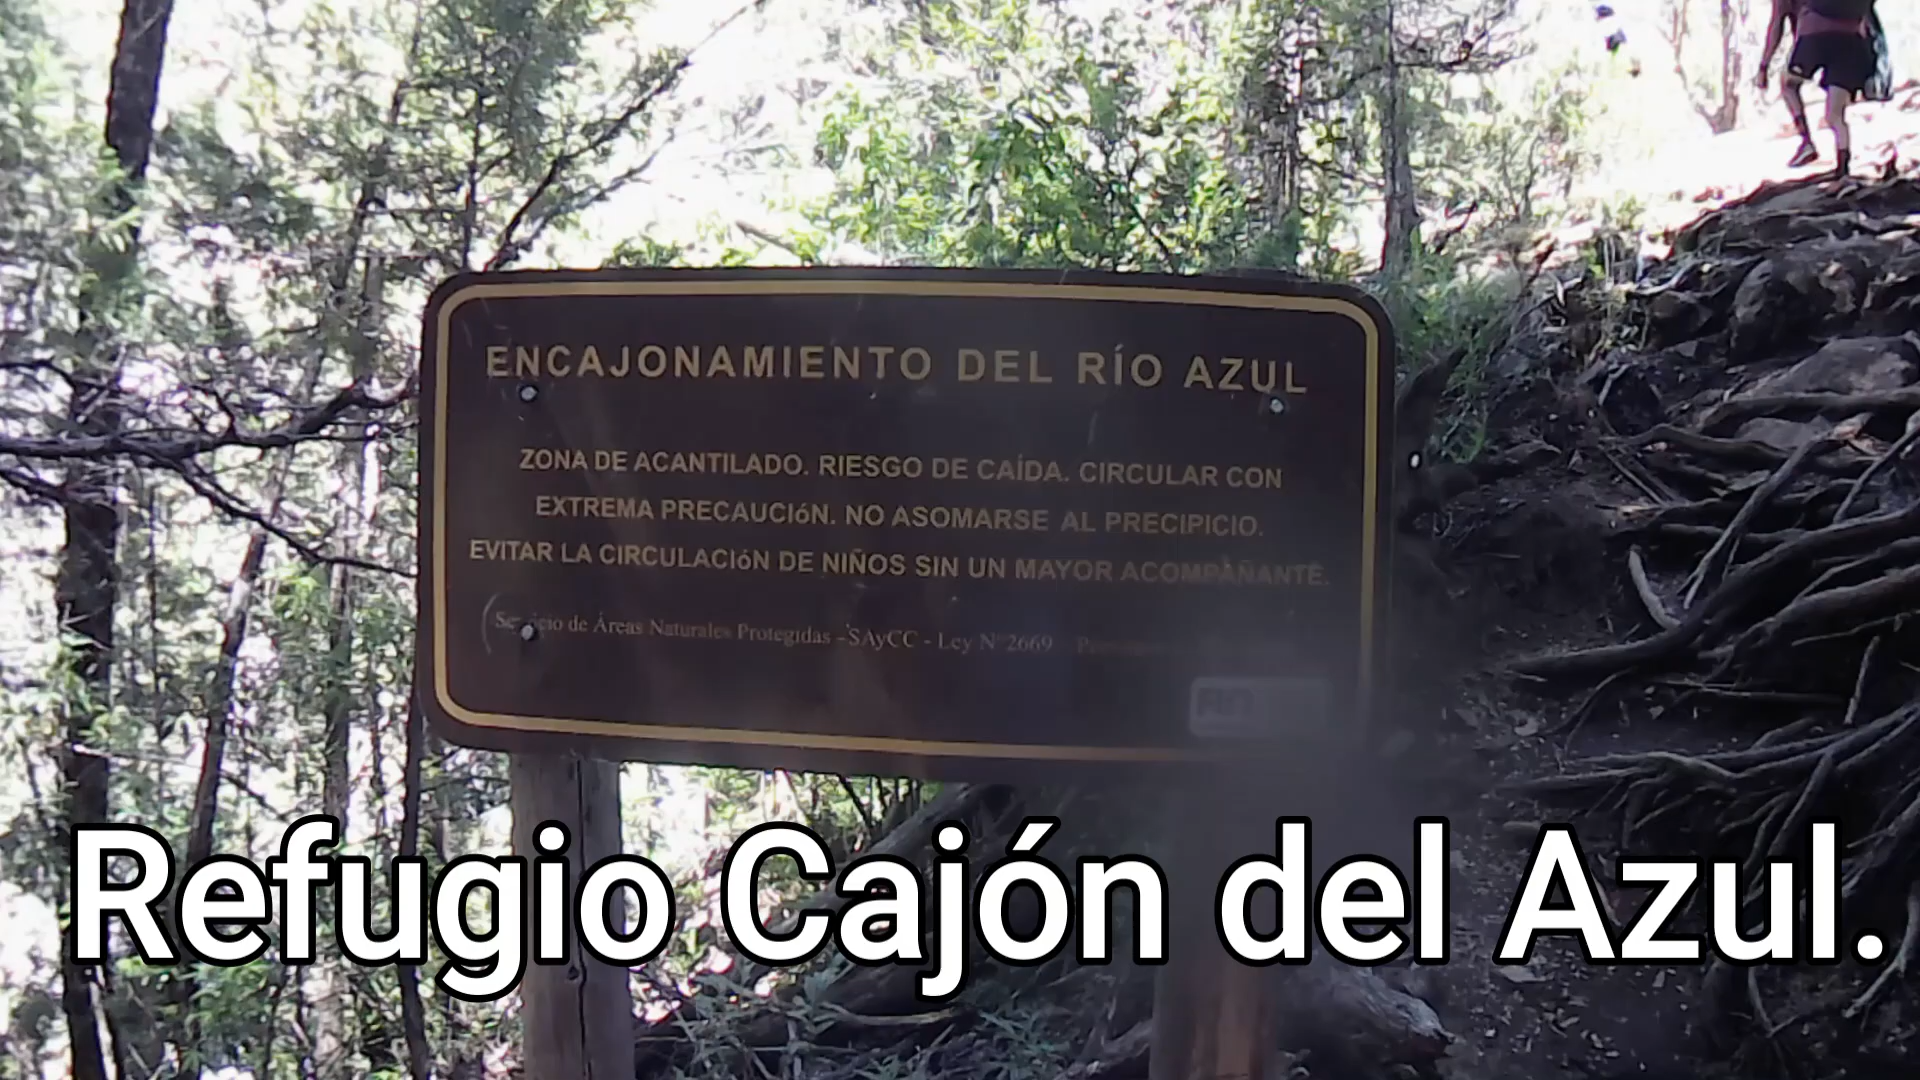 ENCAJONAMIENTO DEL RÍO AZUL
ZONA DE ACANTILADO. RIESGO DE CAÍDA. CIRCULAR CON
EXTREMA PRECAUCIóN. NO ASOMARSE AL PRECIPICIO.
EVITAR LA CIRCULACIóN DE NIÑOS SIN UN MAYOR ACOMPAÑANTE.
Servicio de Áreas Naturales Protegidas - SAyCC - Ley N°2669
Refugio Cajón del Azul.